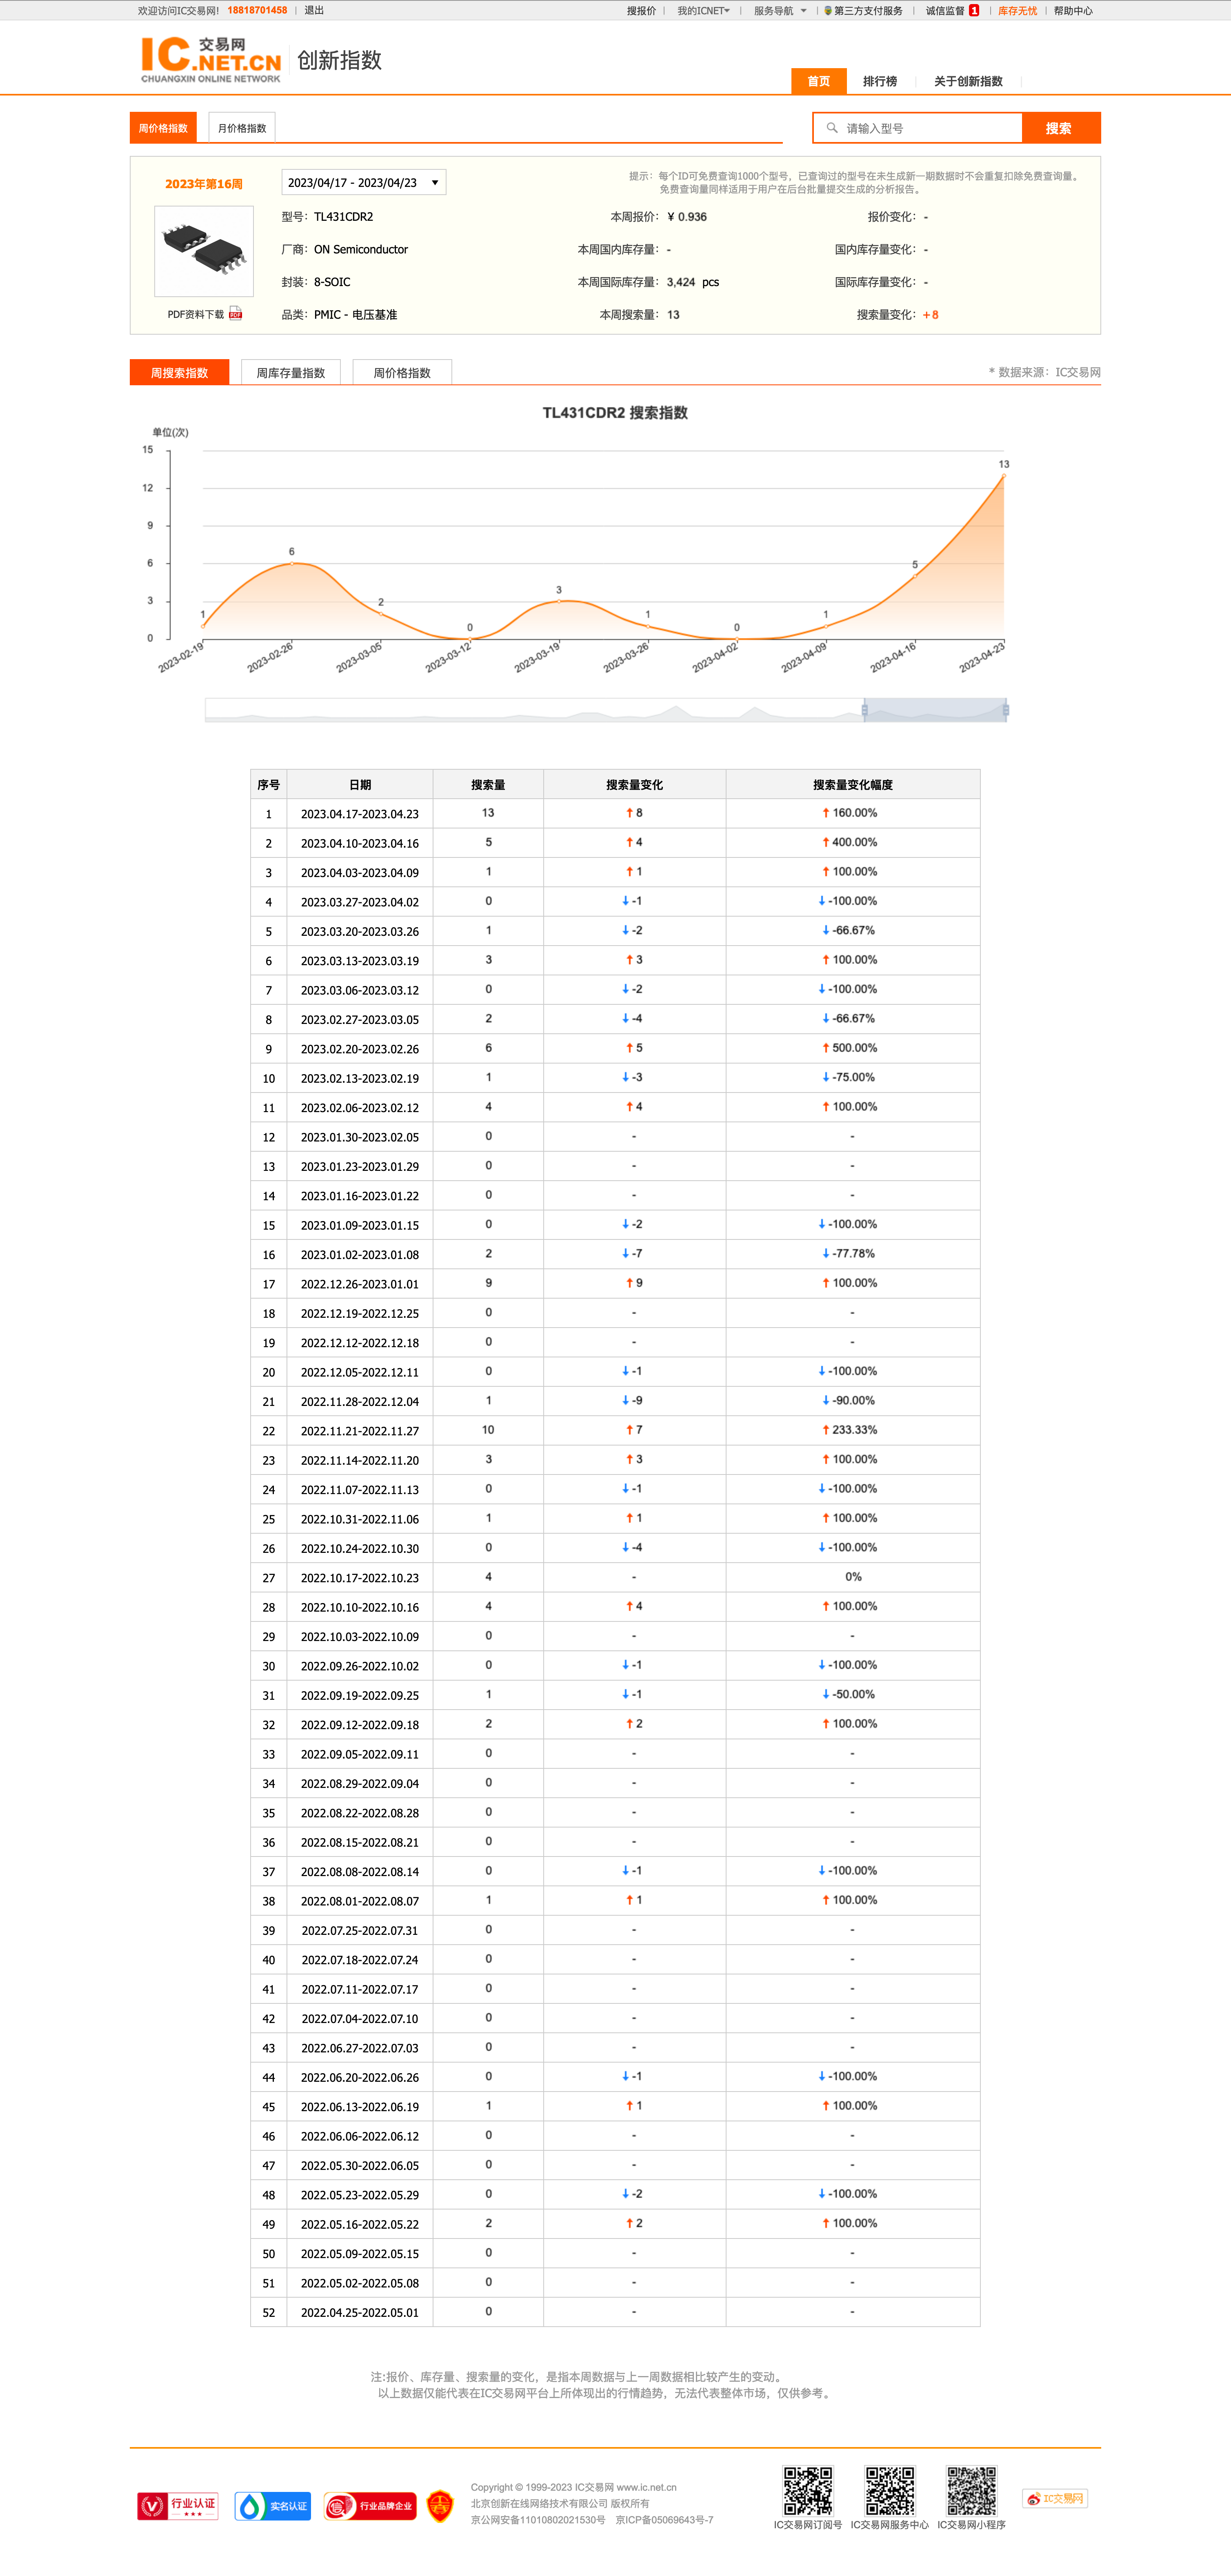 欢迎访问IC交易网! 18818701458 | 退出 搜报价 | 我的ICNET | 服务导航 | 第三方支付服务 | 诚信监督 1 | 库存无忧 | 帮助中心
IC 交易网
.NET.CN
CHUANGXIN ONLINE NETWORK
创新指数
首页 排行榜 关于创新指数
周价格指数 月价格指数 请输入型号 搜索
2023年第16周 2023/04/17 - 2023/04/23 提示：每个ID可免费查询1000个型号，已查询过的型号在未生成新一期数据时不会重复扣除免费查询量。
免费查询量同样适用于用户在后台批量提交生成的分析报告。
型号：TL431CDR2 本周报价：¥ 0.936 报价变化：-
厂商：ON Semiconductor 本周国内库存量：- 国内库存量变化：-
封装：8-SOIC 本周国际库存量：3,424 pcs 国际库存量变化：-
PDF资料下载 PDF 品类：PMIC - 电压基准 本周搜索量：13 搜索量变化：+8
周搜索指数 周库存量指数 周价格指数 * 数据来源：IC交易网
TL431CDR2 搜索指数
单位(次)
15
12
9
6
3
0
1 6 2 0 3 1 0 1 5 13
2023-02-19 2023-02-26 2023-03-05 2023-03-12 2023-03-19 2023-03-26 2023-04-02 2023-04-09 2023-04-16 2023-04-23
序号 日期 搜索量 搜索量变化 搜索量变化幅度
1 2023.04.17-2023.04.23 13 ↑ 8 ↑ 160.00%
2 2023.04.10-2023.04.16 5 ↑ 4 ↑ 400.00%
3 2023.04.03-2023.04.09 1 ↑ 1 ↑ 100.00%
4 2023.03.27-2023.04.02 0 ↓ -1 ↓ -100.00%
5 2023.03.20-2023.03.26 1 ↓ -2 ↓ -66.67%
6 2023.03.13-2023.03.19 3 ↑ 3 ↑ 100.00%
7 2023.03.06-2023.03.12 0 ↓ -2 ↓ -100.00%
8 2023.02.27-2023.03.05 2 ↓ -4 ↓ -66.67%
9 2023.02.20-2023.02.26 6 ↑ 5 ↑ 500.00%
10 2023.02.13-2023.02.19 1 ↓ -3 ↓ -75.00%
11 2023.02.06-2023.02.12 4 ↑ 4 ↑ 100.00%
12 2023.01.30-2023.02.05 0 - -
13 2023.01.23-2023.01.29 0 - -
14 2023.01.16-2023.01.22 0 - -
15 2023.01.09-2023.01.15 0 ↓ -2 ↓ -100.00%
16 2023.01.02-2023.01.08 2 ↓ -7 ↓ -77.78%
17 2022.12.26-2023.01.01 9 ↑ 9 ↑ 100.00%
18 2022.12.19-2022.12.25 0 - -
19 2022.12.12-2022.12.18 0 - -
20 2022.12.05-2022.12.11 0 ↓ -1 ↓ -100.00%
21 2022.11.28-2022.12.04 1 ↓ -9 ↓ -90.00%
22 2022.11.21-2022.11.27 10 ↑ 7 ↑ 233.33%
23 2022.11.14-2022.11.20 3 ↑ 3 ↑ 100.00%
24 2022.11.07-2022.11.13 0 ↓ -1 ↓ -100.00%
25 2022.10.31-2022.11.06 1 ↑ 1 ↑ 100.00%
26 2022.10.24-2022.10.30 0 ↓ -4 ↓ -100.00%
27 2022.10.17-2022.10.23 4 - 0%
28 2022.10.10-2022.10.16 4 ↑ 4 ↑ 100.00%
29 2022.10.03-2022.10.09 0 - -
30 2022.09.26-2022.10.02 0 ↓ -1 ↓ -100.00%
31 2022.09.19-2022.09.25 1 ↓ -1 ↓ -50.00%
32 2022.09.12-2022.09.18 2 ↑ 2 ↑ 100.00%
33 2022.09.05-2022.09.11 0 - -
34 2022.08.29-2022.09.04 0 - -
35 2022.08.22-2022.08.28 0 - -
36 2022.08.15-2022.08.21 0 - -
37 2022.08.08-2022.08.14 0 ↓ -1 ↓ -100.00%
38 2022.08.01-2022.08.07 1 ↑ 1 ↑ 100.00%
39 2022.07.25-2022.07.31 0 - -
40 2022.07.18-2022.07.24 0 - -
41 2022.07.11-2022.07.17 0 - -
42 2022.07.04-2022.07.10 0 - -
43 2022.06.27-2022.07.03 0 - -
44 2022.06.20-2022.06.26 0 ↓ -1 ↓ -100.00%
45 2022.06.13-2022.06.19 1 ↑ 1 ↑ 100.00%
46 2022.06.06-2022.06.12 0 - -
47 2022.05.30-2022.06.05 0 - -
48 2022.05.23-2022.05.29 0 ↓ -2 ↓ -100.00%
49 2022.05.16-2022.05.22 2 ↑ 2 ↑ 100.00%
50 2022.05.09-2022.05.15 0 - -
51 2022.05.02-2022.05.08 0 - -
52 2022.04.25-2022.05.01 0 - -
注:报价、库存量、搜索量的变化，是指本周数据与上一周数据相比较产生的变动。
以上数据仅能代表在IC交易网平台上所体现出的行情趋势，无法代表整体市场，仅供参考。
行业认证 实名认证 行业品牌企业
Copyright © 1999-2023 IC交易网 www.ic.net.cn
北京创新在线网络技术有限公司 版权所有
京公网安备11010802021530号 京ICP备05069643号-7
IC交易网订阅号 IC交易网服务中心 IC交易网小程序
IC交易网